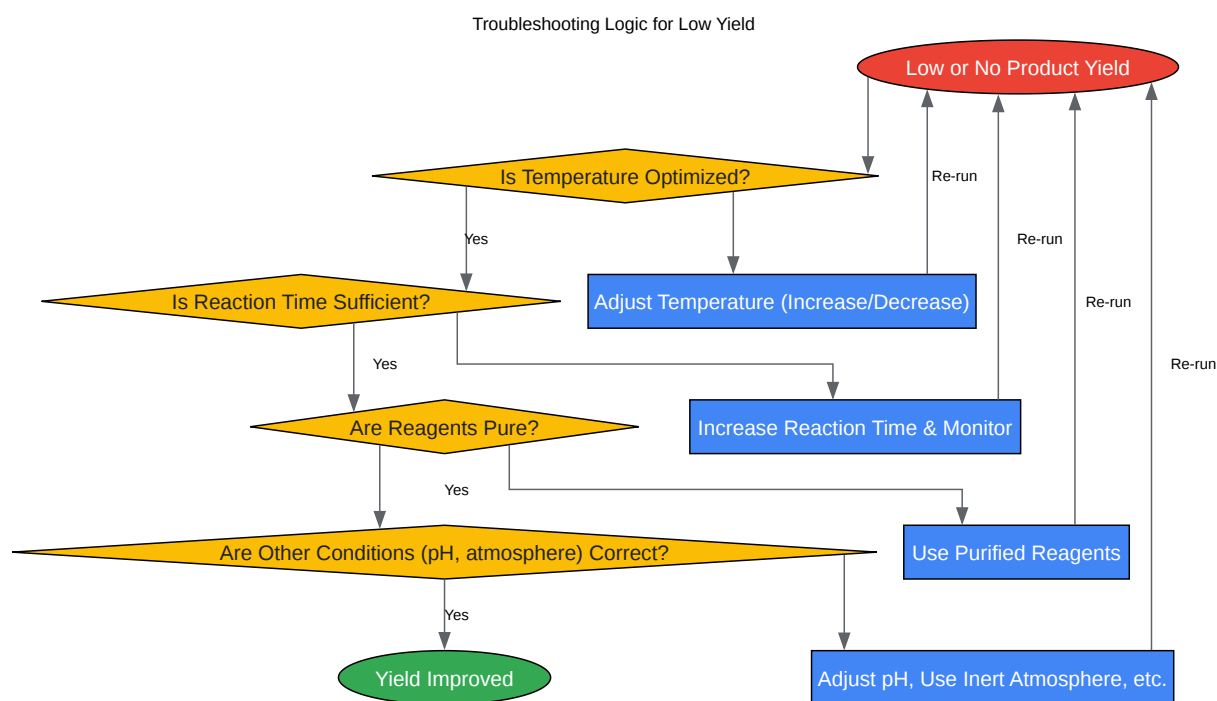 Troubleshooting Logic for Low Yield
Low or No Product Yield
Is Temperature Optimized?
Re-run
Yes
Re-run
Is Reaction Time Sufficient?
Adjust Temperature (Increase/Decrease)
Re-run
Yes
Re-run
Are Reagents Pure?
Increase Reaction Time & Monitor
Yes
Are Other Conditions (pH, atmosphere) Correct?
Use Purified Reagents
Yes
Yield Improved
Adjust pH, Use Inert Atmosphere, etc.